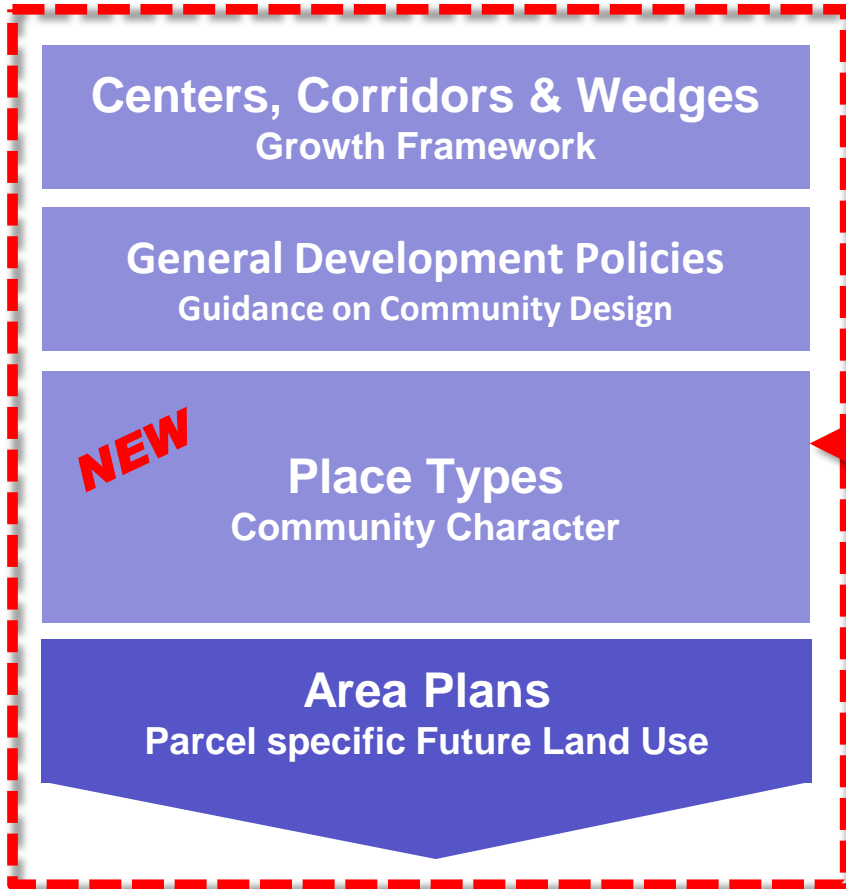 Centers, Corridors & Wedges
Growth Framework
General Development Policies
Guidance on Community Design
NEW
Place Types
Community Character
Area Plans
Parcel specific Future Land Use